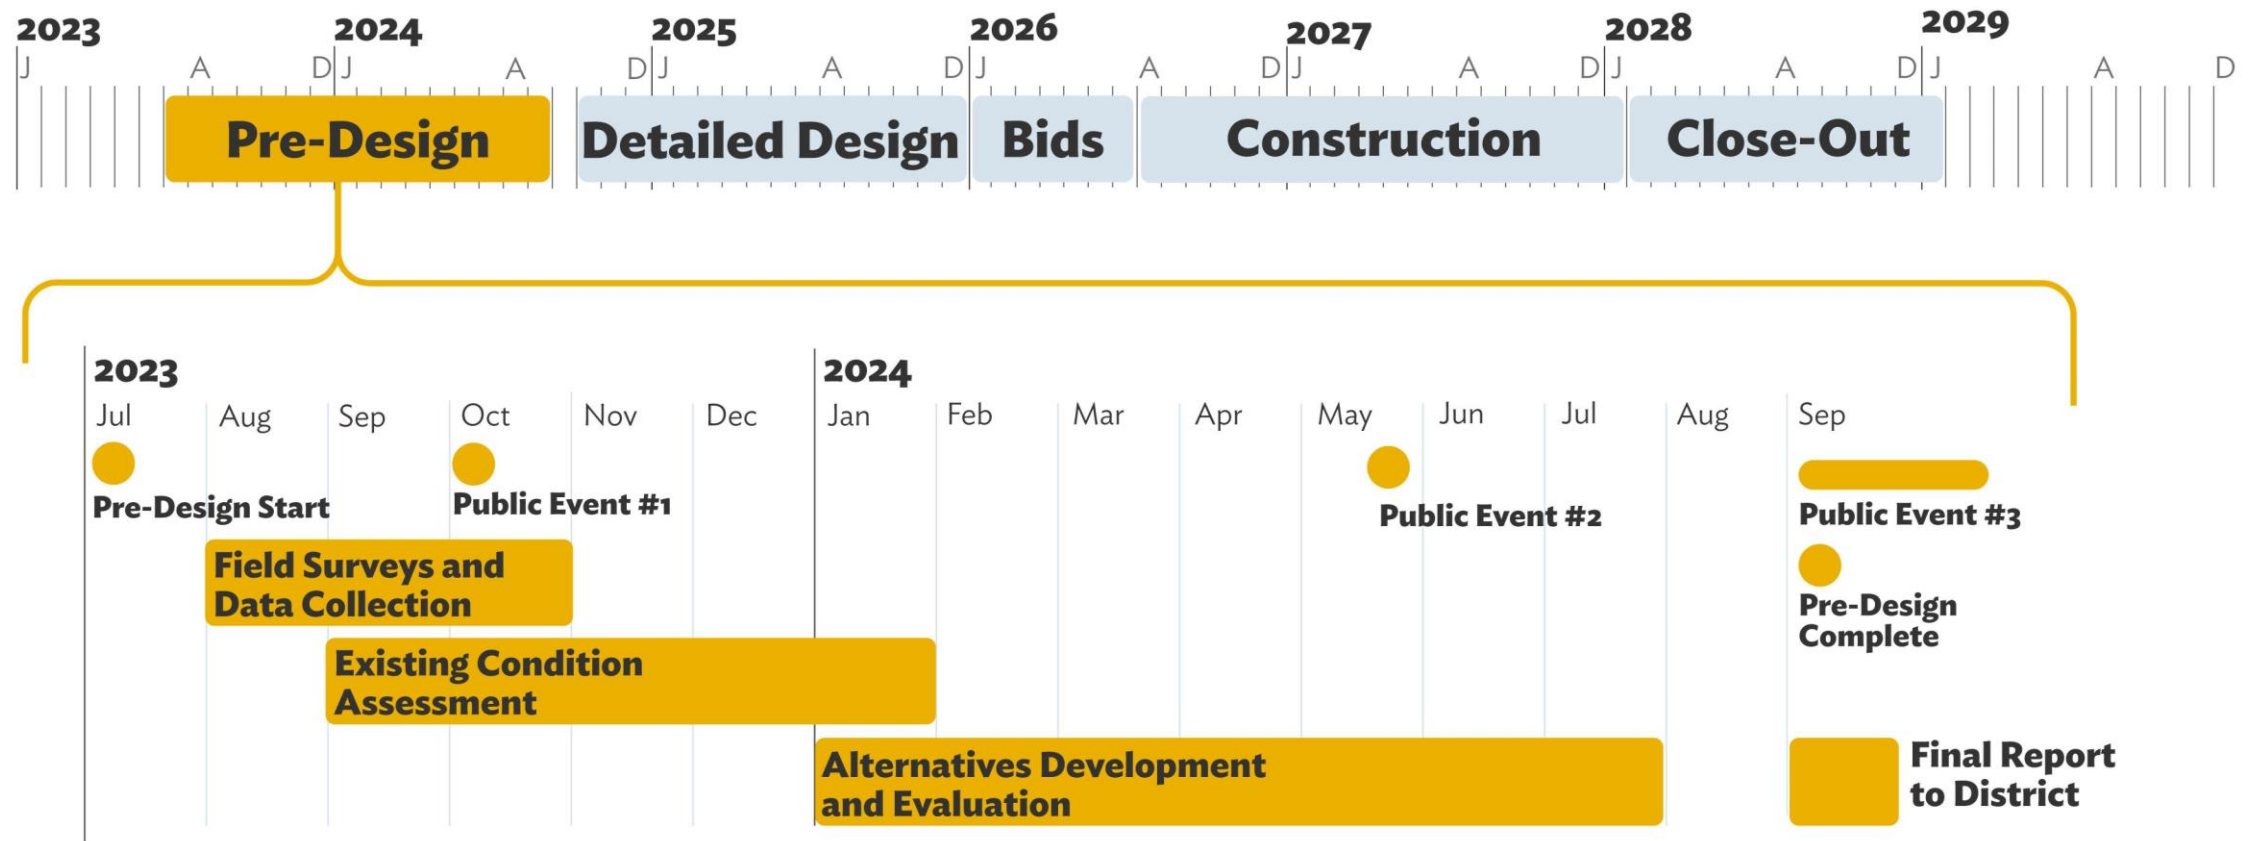 2023 2024 2025 2026 2027 2028 2029
J A D J A D J A D J A D J A D J A D J A D
Pre-Design Detailed Design Bids Construction Close-Out
2023 2024
Jul Aug Sep Oct Nov Dec Jan Feb Mar Apr May Jun Jul Aug Sep
Pre-Design Start Public Event #1 Public Event #2 Public Event #3
Field Surveys and
Data Collection
Pre-Design
Complete
Existing Condition
Assessment
Alternatives Development
and Evaluation
Final Report
to District